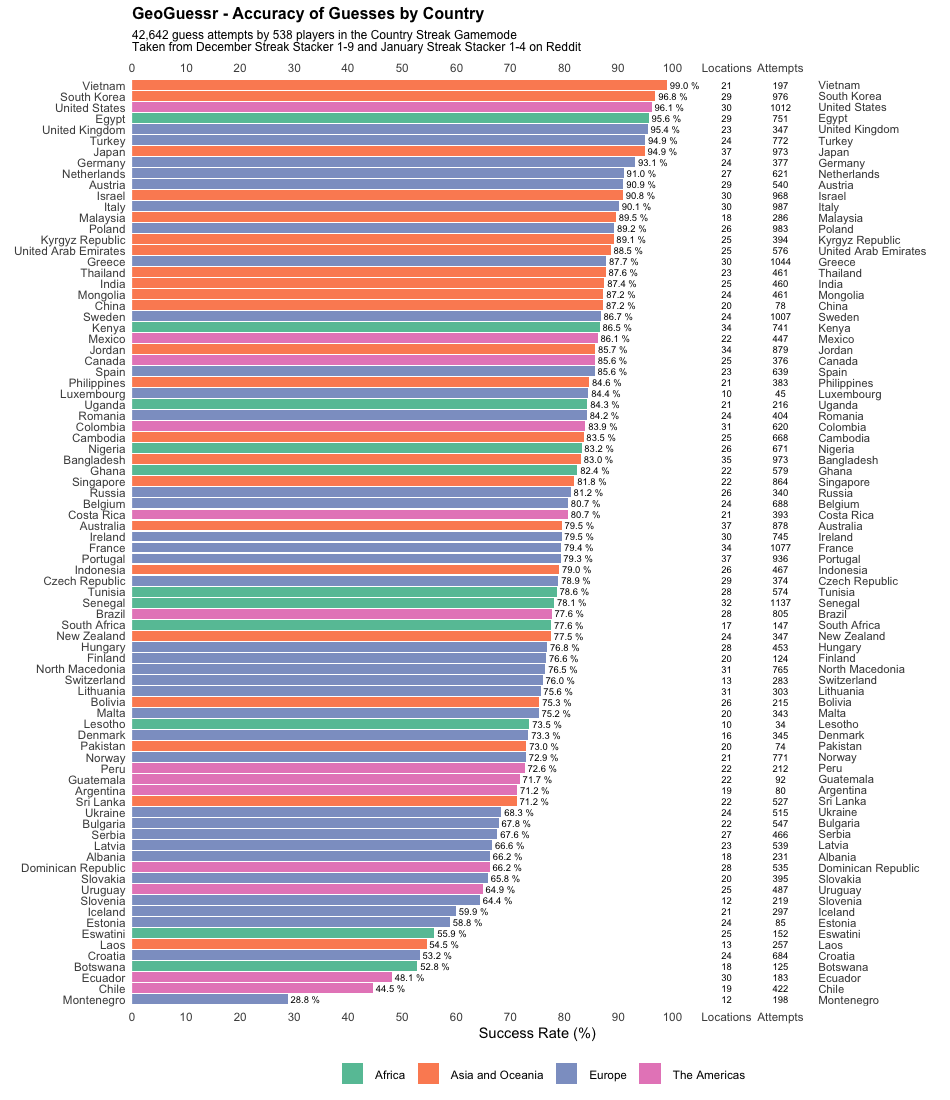 GeoGuessr - Accuracy of Guesses by Country
42,642 guess attempts by 538 players in the Country Streak Gamemode
Taken from December Streak Stacker 1-9 and January Streak Stacker 1-4 on Reddit
0 10 20 30 40 50 60 70 80 90 100 Locations Attempts
Vietnam 99.0 % 21 197 Vietnam
South Korea 96.8 % 29 976 South Korea
United States 96.1 % 30 1012 United States
Egypt 95.6 % 29 751 Egypt
United Kingdom 95.4 % 23 347 United Kingdom
Turkey 94.9 % 24 772 Turkey
Japan 94.9 % 37 973 Japan
Germany 93.1 % 24 377 Germany
Netherlands 91.0 % 27 621 Netherlands
Austria 90.9 % 29 540 Austria
Israel 90.8 % 30 968 Israel
Italy 90.1 % 30 987 Italy
Malaysia 89.5 % 18 286 Malaysia
Poland 89.2 % 26 983 Poland
Kyrgyz Republic 89.1 % 25 394 Kyrgyz Republic
United Arab Emirates 88.5 % 25 576 United Arab Emirates
Greece 87.7 % 30 1044 Greece
Thailand 87.6 % 23 461 Thailand
India 87.4 % 25 460 India
Mongolia 87.2 % 24 461 Mongolia
China 87.2 % 20 78 China
Sweden 86.7 % 24 1007 Sweden
Kenya 86.5 % 34 741 Kenya
Mexico 86.1 % 22 447 Mexico
Jordan 85.7 % 34 879 Jordan
Canada 85.6 % 25 376 Canada
Spain 85.6 % 23 639 Spain
Philippines 84.6 % 21 383 Philippines
Luxembourg 84.4 % 10 45 Luxembourg
Uganda 84.3 % 21 216 Uganda
Romania 84.2 % 24 404 Romania
Colombia 83.9 % 31 620 Colombia
Cambodia 83.5 % 25 668 Cambodia
Nigeria 83.2 % 26 671 Nigeria
Bangladesh 83.0 % 35 973 Bangladesh
Ghana 82.4 % 22 579 Ghana
Singapore 81.8 % 22 864 Singapore
Russia 81.2 % 26 340 Russia
Belgium 80.7 % 24 688 Belgium
Costa Rica 80.7 % 21 393 Costa Rica
Australia 79.5 % 37 878 Australia
Ireland 79.5 % 30 745 Ireland
France 79.4 % 34 1077 France
Portugal 79.3 % 37 936 Portugal
Indonesia 79.0 % 26 467 Indonesia
Czech Republic 78.9 % 29 374 Czech Republic
Tunisia 78.6 % 28 574 Tunisia
Senegal 78.1 % 32 1137 Senegal
Brazil 77.6 % 28 805 Brazil
South Africa 77.6 % 17 147 South Africa
New Zealand 77.5 % 24 347 New Zealand
Hungary 76.8 % 28 453 Hungary
Finland 76.6 % 20 124 Finland
North Macedonia 76.5 % 31 765 North Macedonia
Switzerland 76.0 % 13 283 Switzerland
Lithuania 75.6 % 31 303 Lithuania
Bolivia 75.3 % 26 215 Bolivia
Malta 75.2 % 20 343 Malta
Lesotho 73.5 % 10 34 Lesotho
Denmark 73.3 % 16 345 Denmark
Pakistan 73.0 % 20 74 Pakistan
Norway 72.9 % 21 771 Norway
Peru 72.6 % 22 212 Peru
Guatemala 71.7 % 22 92 Guatemala
Argentina 71.2 % 19 80 Argentina
Sri Lanka 71.2 % 22 527 Sri Lanka
Ukraine 68.3 % 24 515 Ukraine
Bulgaria 67.8 % 22 547 Bulgaria
Serbia 67.6 % 27 466 Serbia
Latvia 66.6 % 23 539 Latvia
Albania 66.2 % 18 231 Albania
Dominican Republic 66.2 % 28 535 Dominican Republic
Slovakia 65.8 % 20 395 Slovakia
Uruguay 64.9 % 25 487 Uruguay
Slovenia 64.4 % 12 219 Slovenia
Iceland 59.9 % 21 297 Iceland
Estonia 58.8 % 24 85 Estonia
Eswatini 55.9 % 25 152 Eswatini
Laos 54.5 % 13 257 Laos
Croatia 53.2 % 24 684 Croatia
Botswana 52.8 % 18 125 Botswana
Ecuador 48.1 % 30 183 Ecuador
Chile 44.5 % 19 422 Chile
Montenegro 28.8 % 12 198 Montenegro
0 10 20 30 40 50 60 70 80 90 100 Locations Attempts
Success Rate (%)
Africa Asia and Oceania Europe The Americas